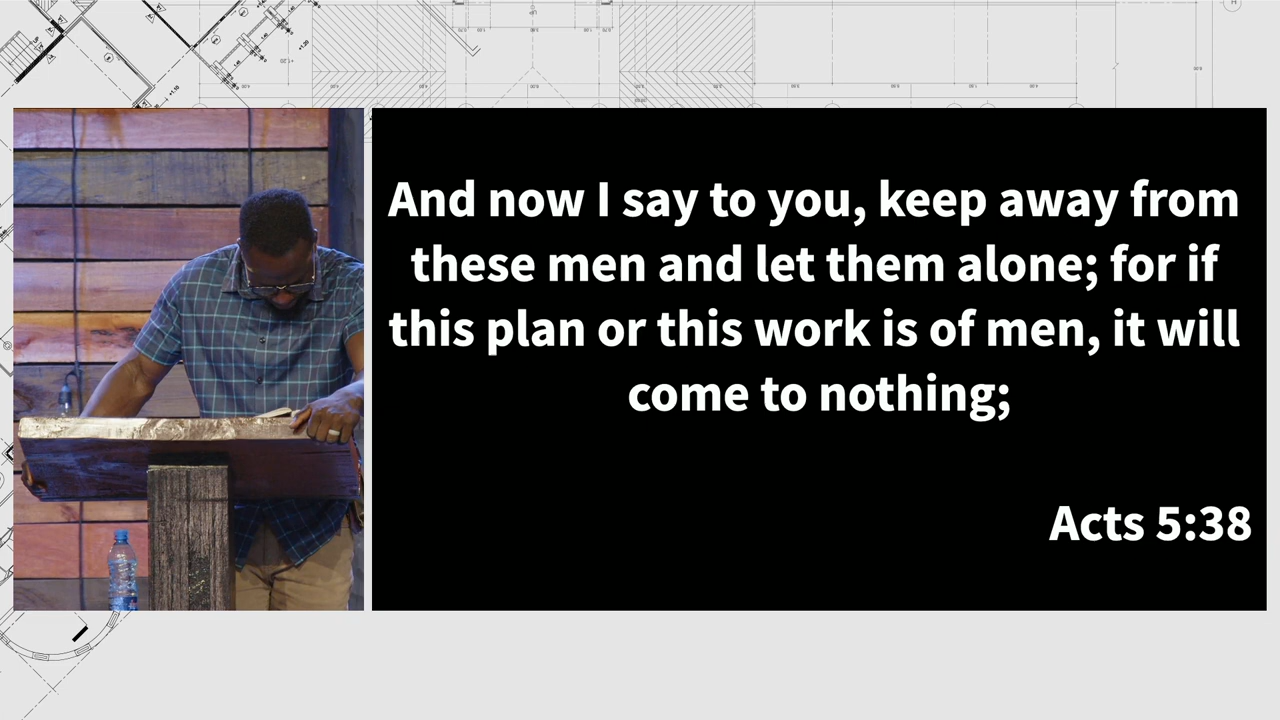 And now I say to you, keep away from
these men and let them alone; for if
this plan or this work is of men, it will
come to nothing;
Acts 5:38